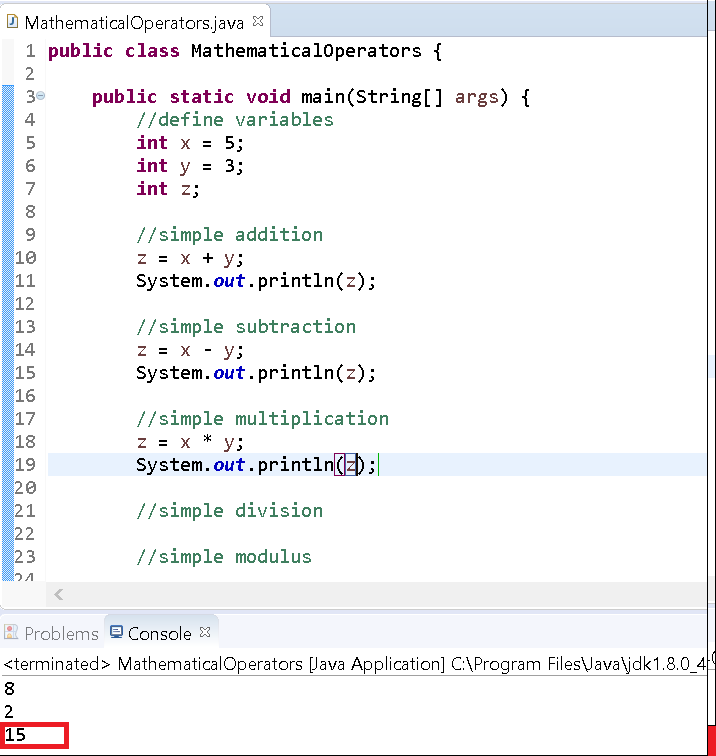 MathematicalOperators.java
1 public class MathematicalOperators {
2
3 public static void main(String[] args) {
4 //define variables
5 int x = 5;
6 int y = 3;
7 int z;
8
9 //simple addition
10 z = x + y;
11 System.out.println(z);
12
13 //simple subtraction
14 z = x - y;
15 System.out.println(z);
16
17 //simple multiplication
18 z = x * y;
19 System.out.println(z);
20
21 //simple division
22
23 //simple modulus
24
Problems Console
<terminated> MathematicalOperators [Java Application] C:\Program Files\Java\jdk1.8.0_4
8
2
15